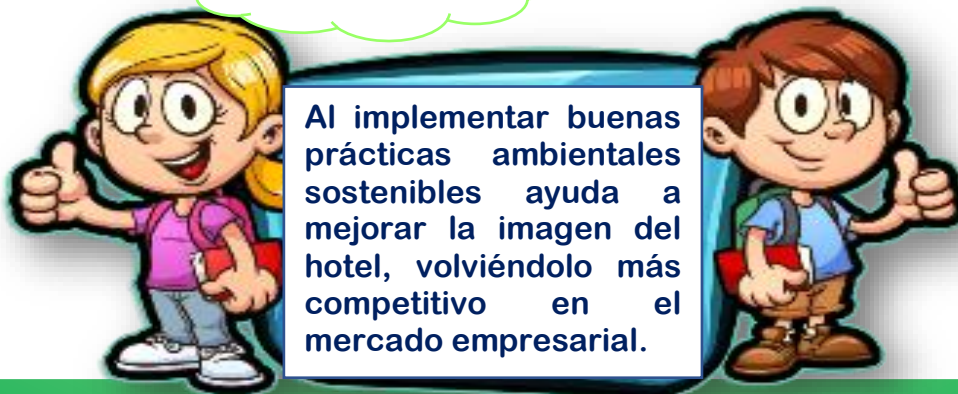 Al implementar buenas
prácticas ambientales
sostenibles ayuda a
mejorar la imagen del
hotel, volviéndolo más
competitivo en el
mercado empresarial.